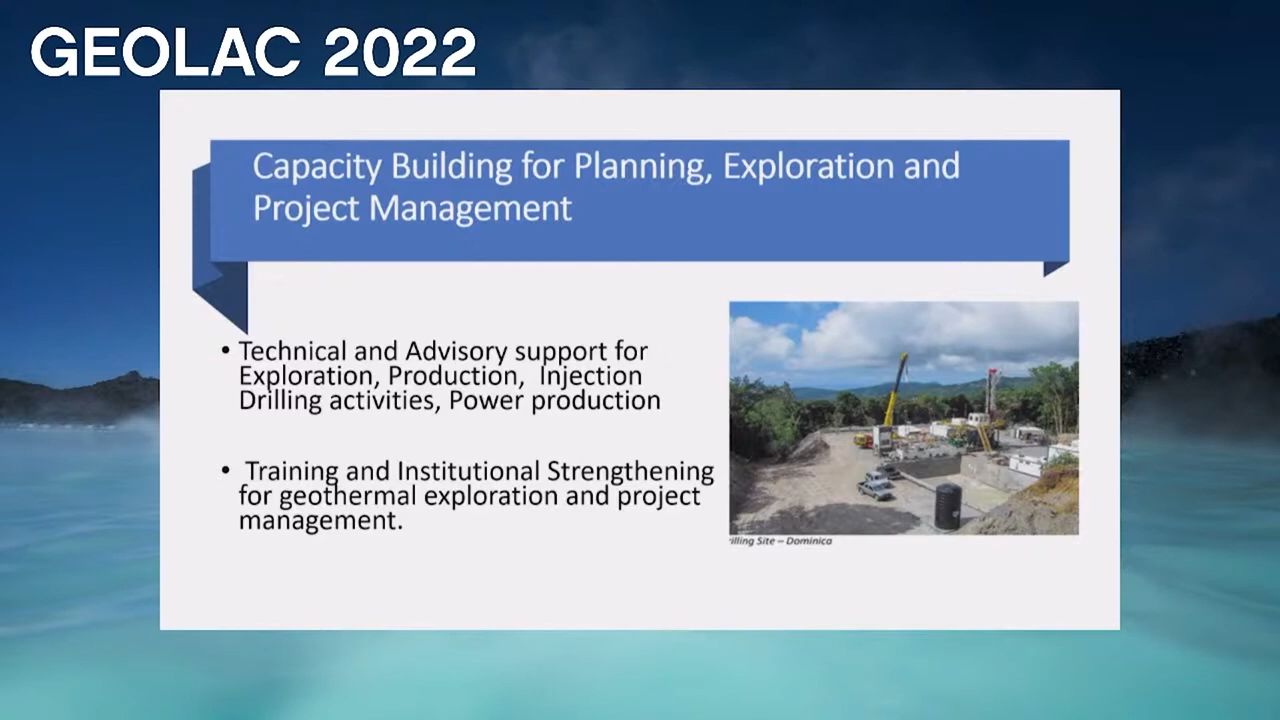 GEOLAC 2022
Capacity Building for Planning, Exploration and
Project Management
• Technical and Advisory support for
Exploration, Production, Injection
Drilling activities, Power production
• Training and Institutional Strengthening
for geothermal exploration and project
management.
Site – Dominica